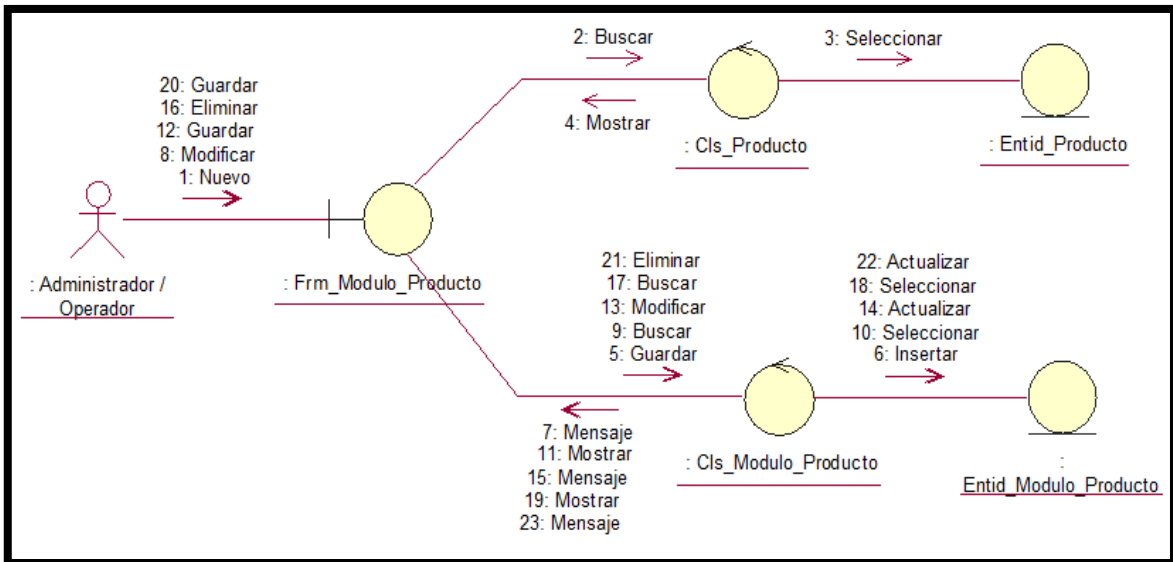 2: Buscar
3: Seleccionar
4: Mostrar
: Cls_Producto
: Entid_Producto
20: Guardar
16: Eliminar
12: Guardar
8: Modificar
1: Nuevo
: Administrador /
Operador
: Frm_Modulo_Producto
21: Eliminar
17: Buscar
13: Modificar
9: Buscar
5: Guardar
22: Actualizar
18: Seleccionar
14: Actualizar
10: Seleccionar
6: Insertar
7: Mensaje
11: Mostrar
15: Mensaje
19: Mostrar
23: Mensaje
: Cls_Modulo_Producto
:
Entid_Modulo_Producto